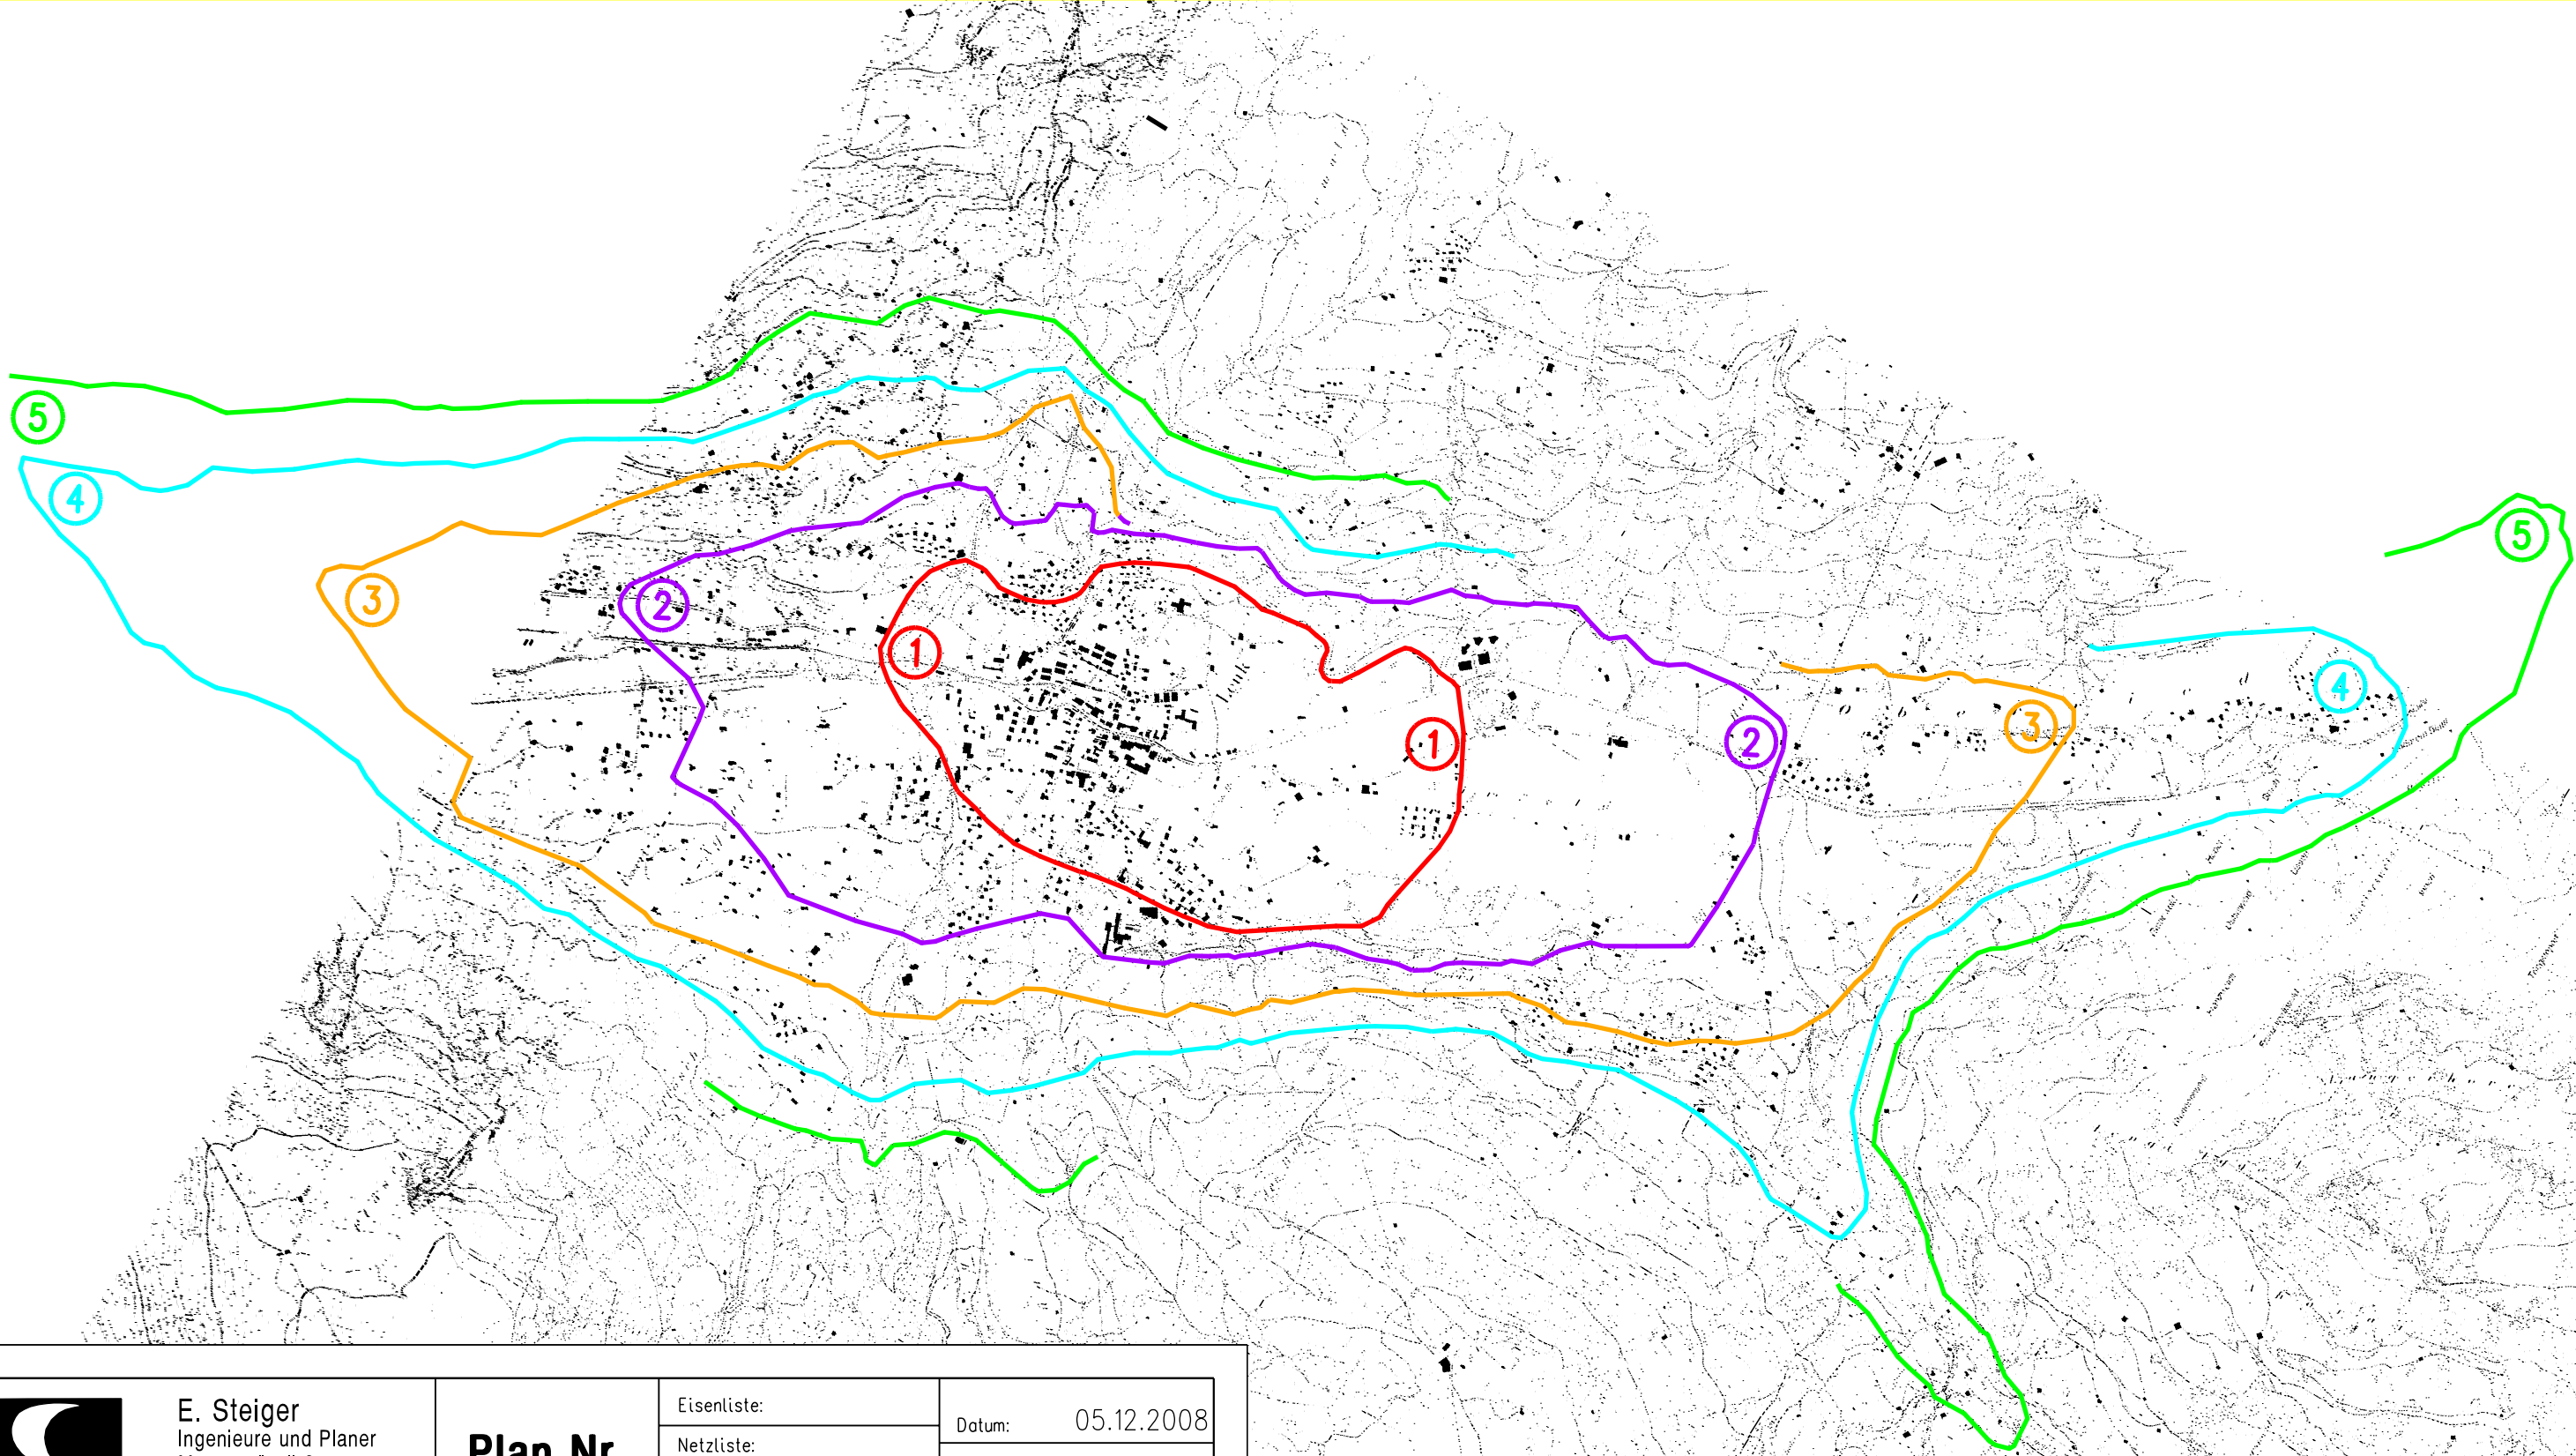 5
4
3
2
1
1
2
3
4
5
E. Steiger
Ingenieure und Planer
Plan Nr
Eisenliste:
Netzliste:
Datum: 05.12.2008